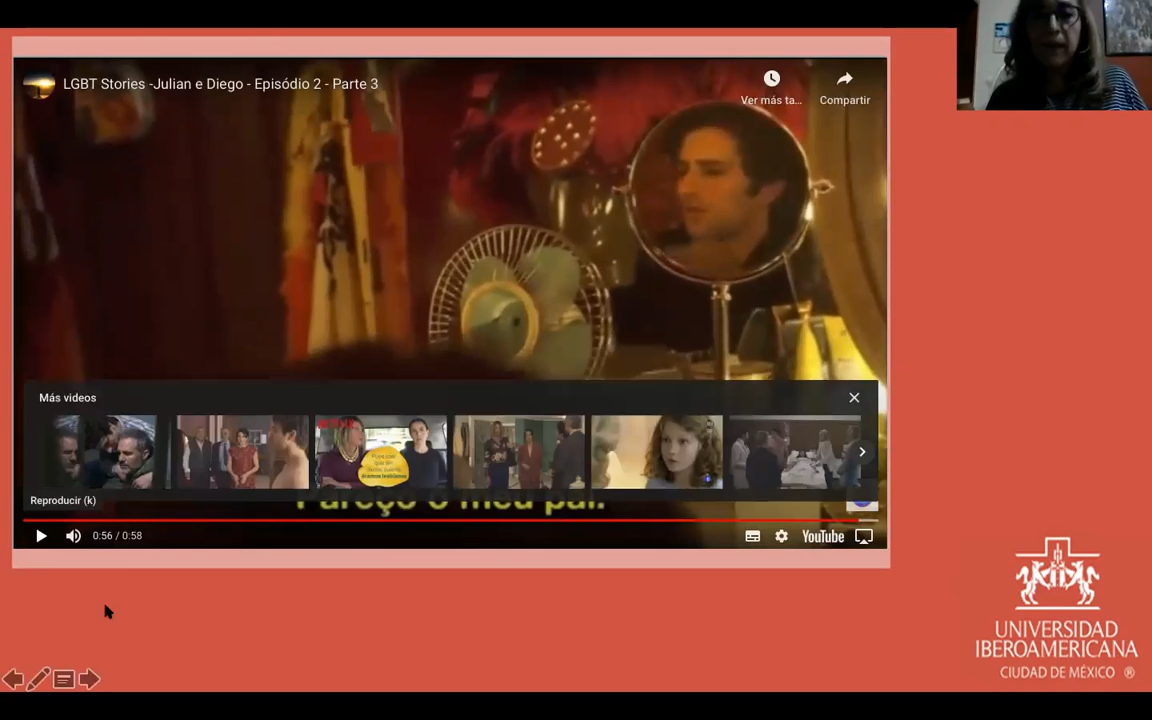 LGBT Stories -Julian e Diego - Episódio 2 - Parte 3
Ver más ta...
Compartir
Más videos
NETFLIX
Reproducir (k)
Pareço o meu pai.
0:56 / 0:58
YouTube
UNIVERSIDAD
IBEROAMERICANA
CIUDAD DE MÉXICO ®